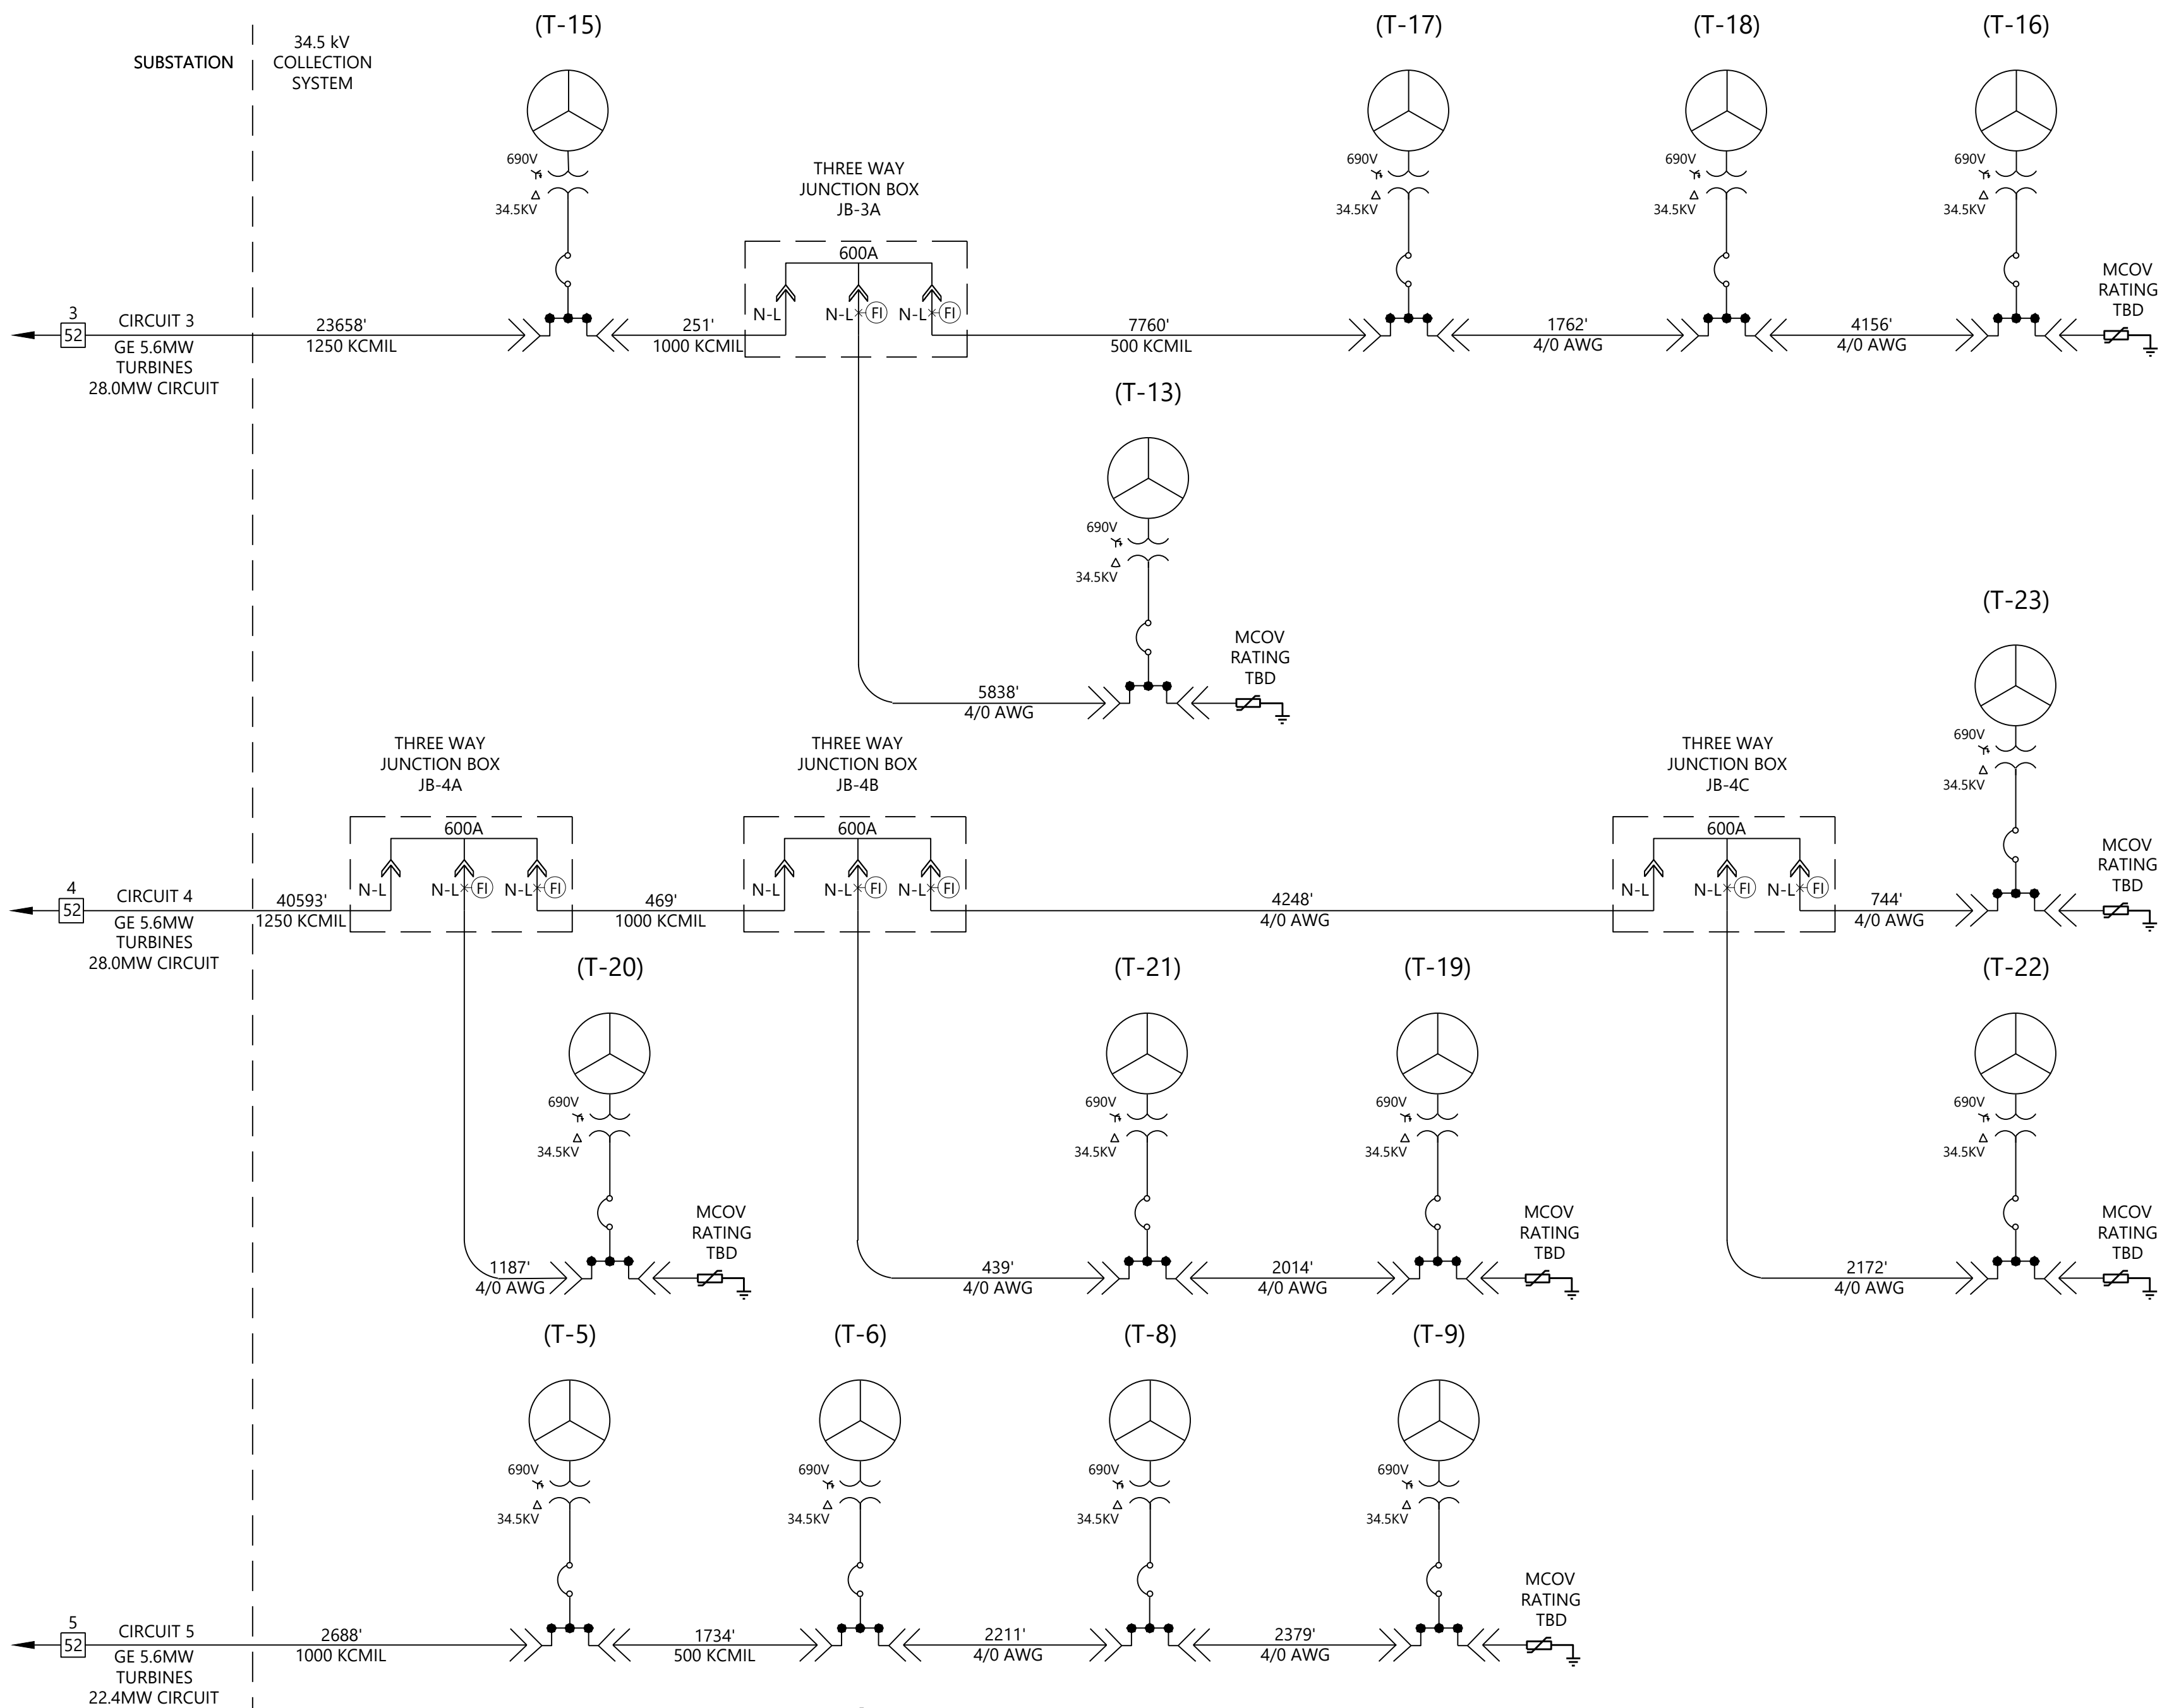 (T-15)
(T-17)
(T-18)
(T-16)
SUBSTATION
34.5 kV
COLLECTION
SYSTEM
690V
34.5KV
THREE WAY
JUNCTION BOX
JB-3A
600A
N-L
N-L
FI
N-L
FI
690V
34.5KV
690V
34.5KV
690V
34.5KV
MCOV
RATING
TBD
3
52
CIRCUIT 3
GE 5.6MW
TURBINES
28.0MW CIRCUIT
23658'
1250 KCMIL
251'
1000 KCMIL
7760'
500 KCMIL
1762'
4/0 AWG
4156'
4/0 AWG
(T-13)
690V
34.5KV
MCOV
RATING
TBD
5838'
4/0 AWG
(T-23)
690V
34.5KV
MCOV
RATING
TBD
THREE WAY
JUNCTION BOX
JB-4A
600A
N-L
N-L
FI
N-L
FI
THREE WAY
JUNCTION BOX
JB-4B
600A
N-L
N-L
FI
N-L
FI
THREE WAY
JUNCTION BOX
JB-4C
600A
N-L
N-L
FI
N-L
FI
4
52
CIRCUIT 4
GE 5.6MW
TURBINES
28.0MW CIRCUIT
40593'
1250 KCMIL
469'
1000 KCMIL
4248'
4/0 AWG
744'
4/0 AWG
(T-20)
690V
34.5KV
MCOV
RATING
TBD
1187'
4/0 AWG
(T-21)
690V
34.5KV
439'
4/0 AWG
(T-19)
690V
34.5KV
MCOV
RATING
TBD
2014'
4/0 AWG
(T-22)
690V
34.5KV
MCOV
RATING
TBD
2172'
4/0 AWG
(T-5)
(T-6)
(T-8)
(T-9)
690V
34.5KV
690V
34.5KV
690V
34.5KV
690V
34.5KV
MCOV
RATING
TBD
5
52
CIRCUIT 5
GE 5.6MW
TURBINES
22.4MW CIRCUIT
2688'
1000 KCMIL
1734'
500 KCMIL
2211'
4/0 AWG
2379'
4/0 AWG